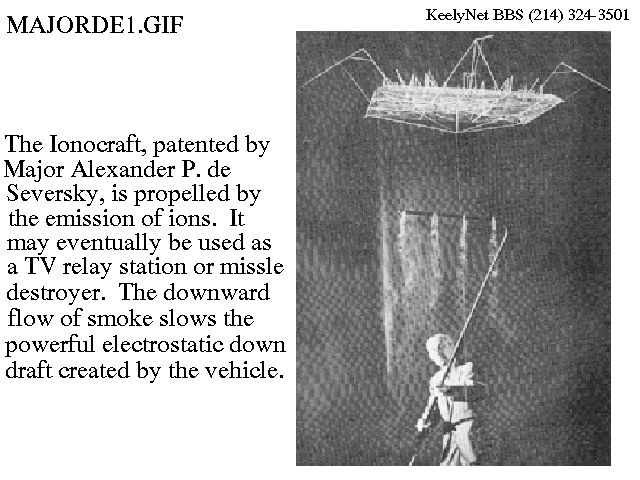 MAJORDE1.GIF
KeelyNet BBS (214) 324-3501
The Ionocraft, patented by
Major Alexander P. de
Seversky, is propelled by
the emission of ions.  It
may eventually be used as
a TV relay station or missle
destroyer.  The downward
flow of smoke slows the
powerful electrostatic down
draft created by the vehicle.